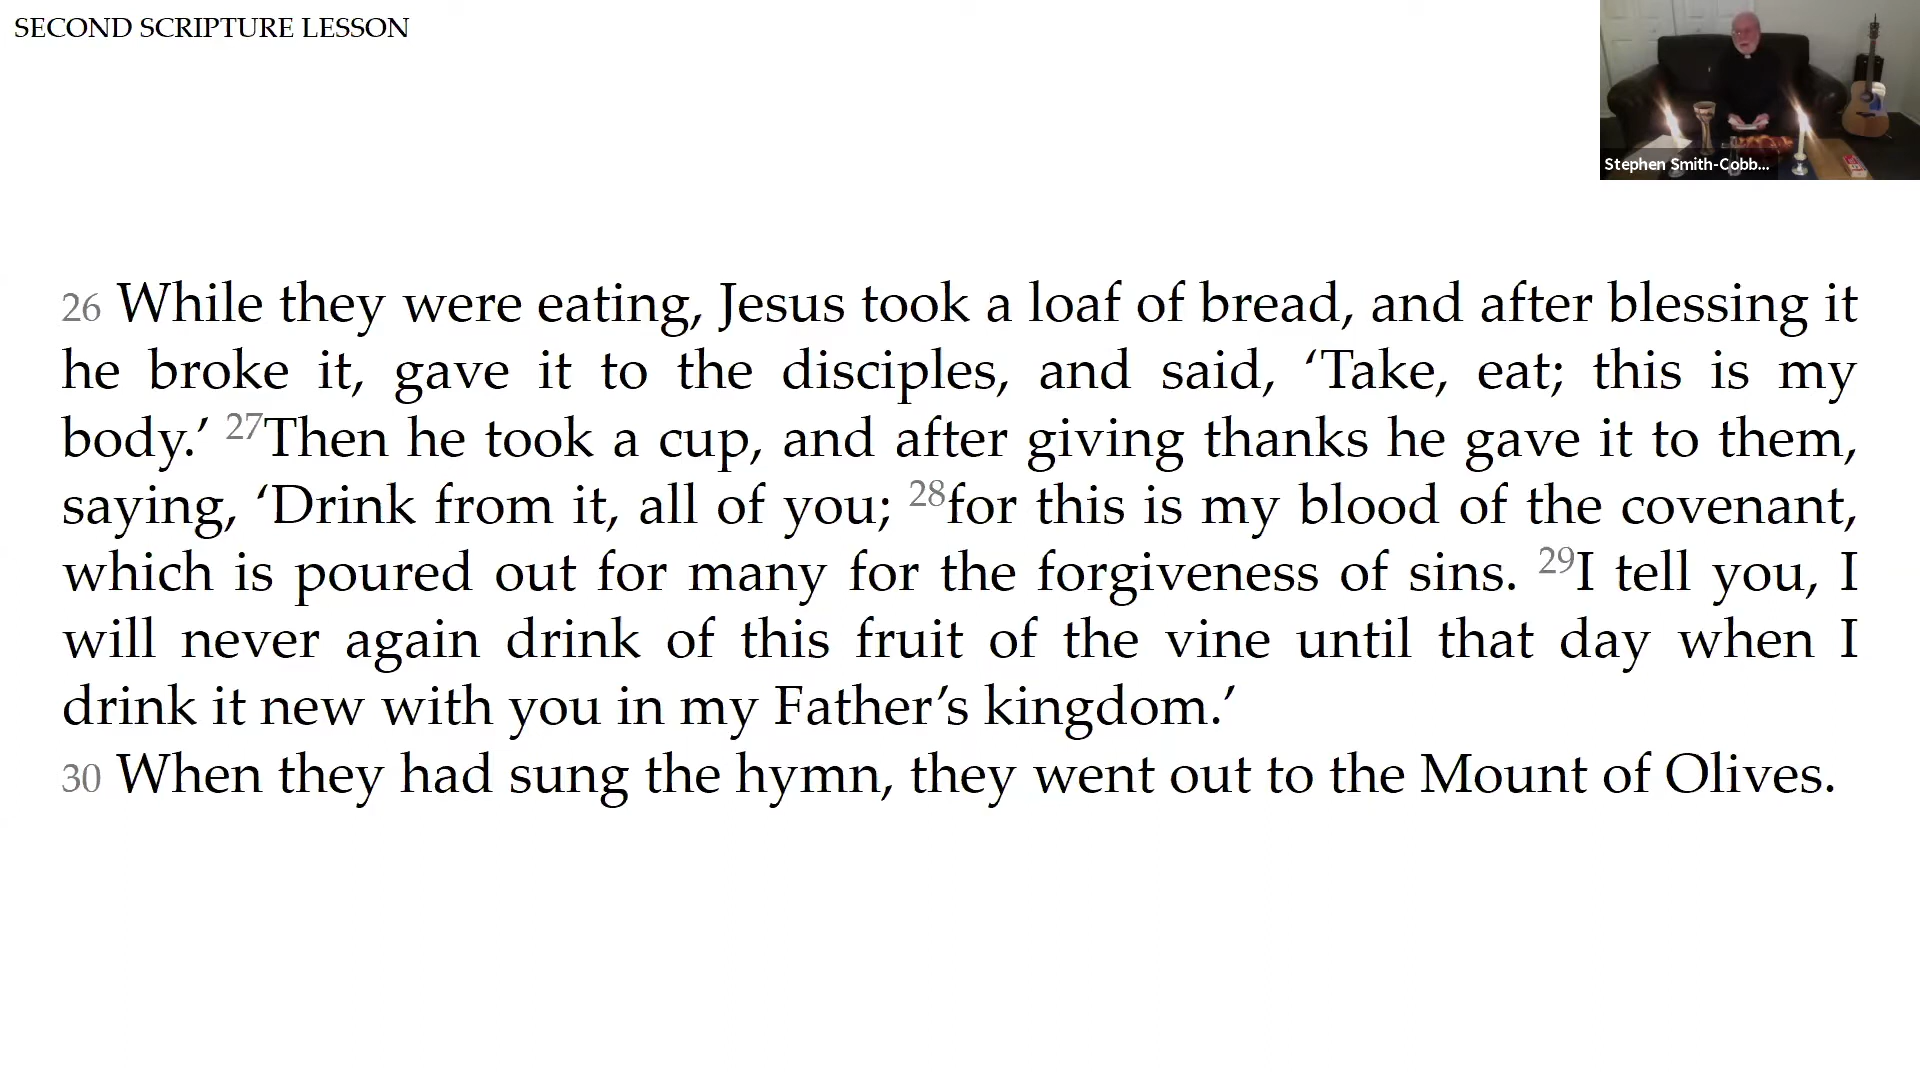 SECOND SCRIPTURE LESSON
Stephen Smith-Cobb...
26 While they were eating, Jesus took a loaf of bread, and after blessing it
he broke it, gave it to the disciples, and said, ‘Take, eat; this is my
body.’ 27Then he took a cup, and after giving thanks he gave it to them,
saying, ‘Drink from it, all of you; 28for this is my blood of the covenant,
which is poured out for many for the forgiveness of sins. 29I tell you, I
will never again drink of this fruit of the vine until that day when I
drink it new with you in my Father’s kingdom.’
30 When they had sung the hymn, they went out to the Mount of Olives.